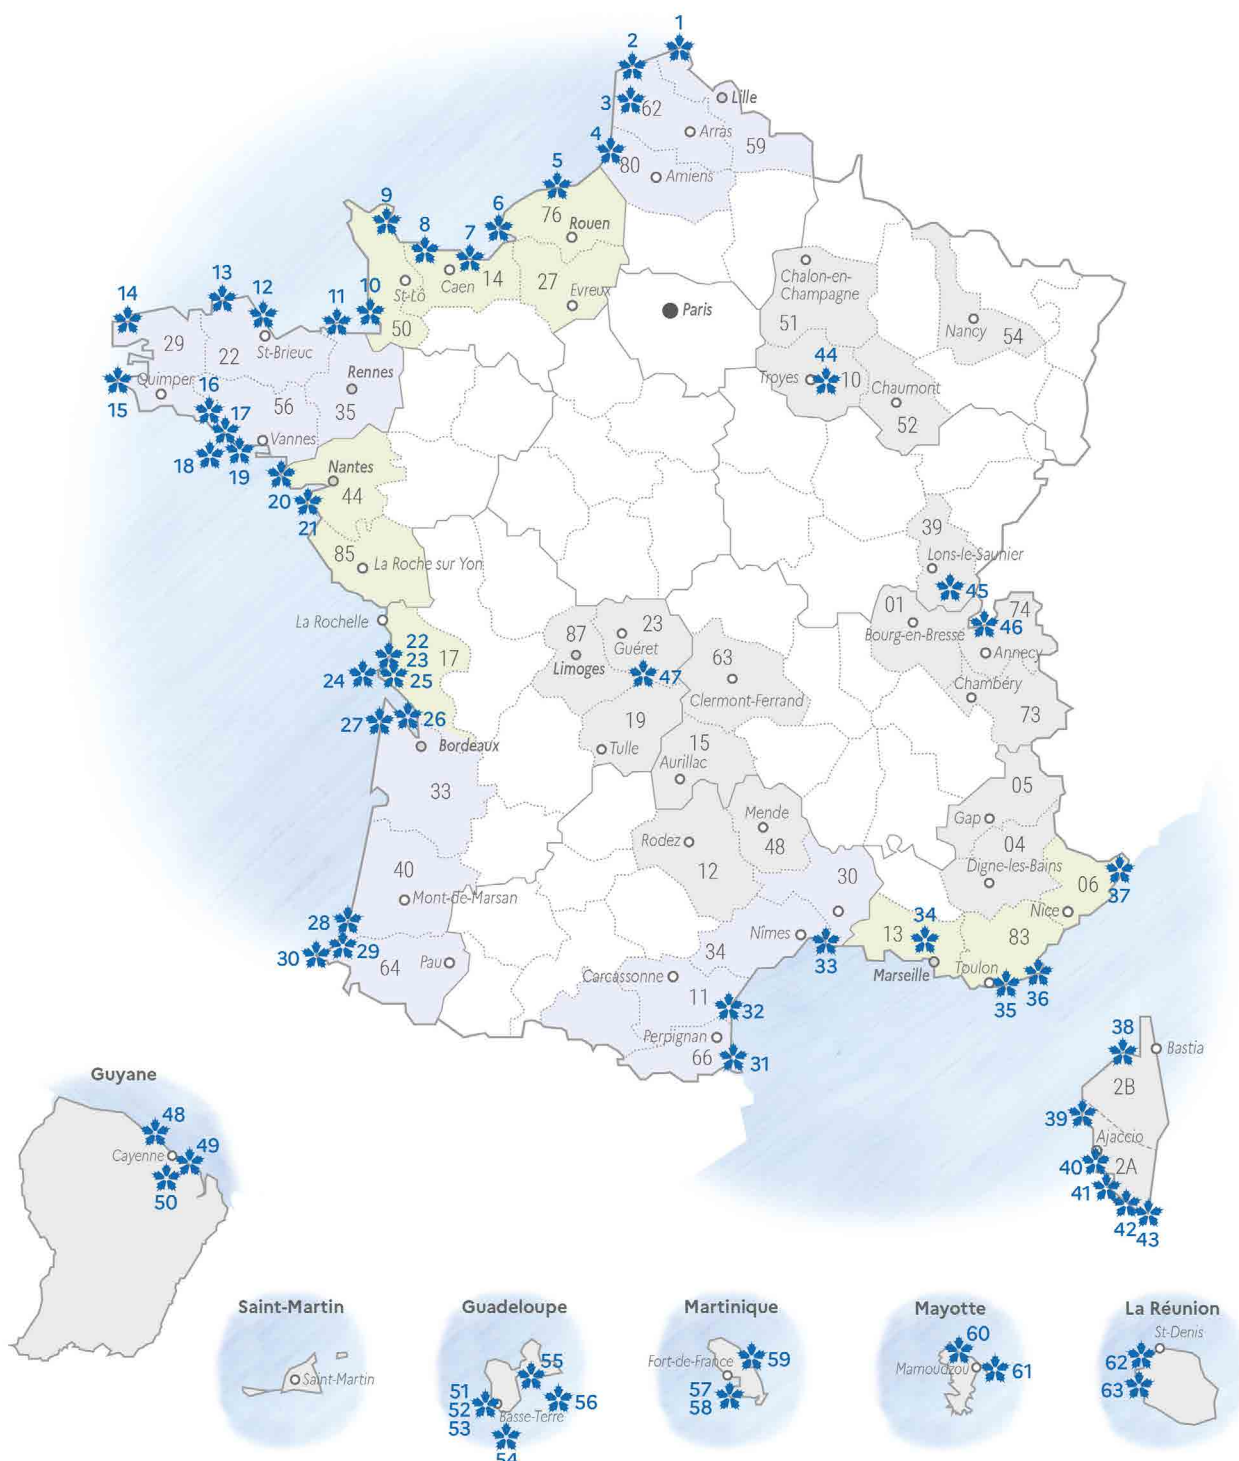 1
2
3
62
Lille
Arras
59
4
80
Amiens
5
76
Rouen
6
7
8
9
14
Caen
St-Lô
27
Evreux
50
10
11
12
13
14
29
22
St-Brieuc
Quimper
15
16
17
56
Rennes
35
Vannes
18
19
20
21
Nantes
44
85
La Roche sur Yon
Paris
Chalon-en-
Champagne
51
Nancy
54
44
Troyes
10
Chaumont
52
39
Lons-le-Saunier
45
01
Bourg-en-Bresse
74
46
Annecy
Chambéry
73
La Rochelle
22
23
24
25
17
26
27
Bordeaux
33
87
Limoges
23
Guéret
47
63
Clermont-Ferrand
19
Tulle
15
Aurillac
Mende
48
Rodez
12
05
Gap
04
Digne-les-Bains
06
37
Nice
40
Mont-de-Marsan
28
29
30
64
Pau
30
Nîmes
34
33
13
34
Marseille
83
Toulon
35
36
Carcassonne
11
32
Perpignan
66
31
38
Bastia
2B
39
Ajaccio
40
2A
41
42
43
Guyane
48
Cayenne
49
50
Saint-Martin
Saint-Martin
Guadeloupe
55
51
52
53
Basse-Terre
56
54
Martinique
Fort-de-France
59
57
58
Mayotte
60
Mamoudzou
61
La Réunion
St-Denis
62
63